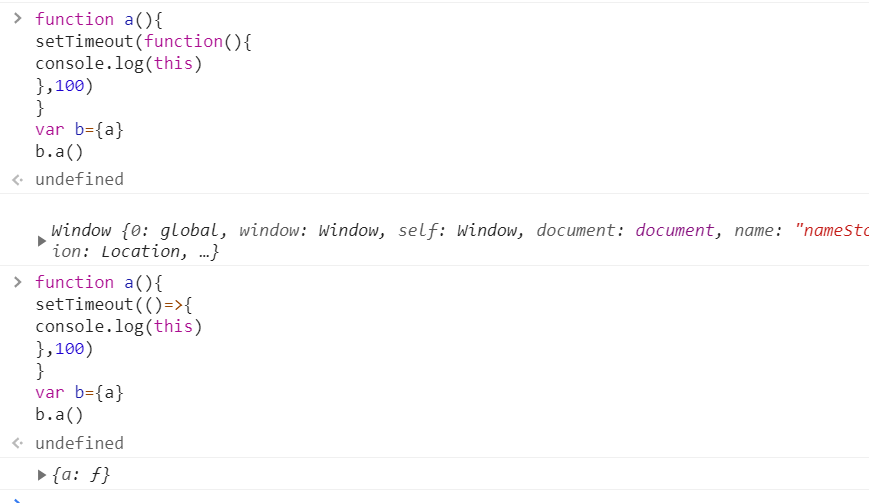 function a(){
setTimeout(function(){
console.log(this)
},100)
}
var b={a}
b.a()
undefined
Window {0: global, window: Window, self: Window, document: document, name: "nameSto
ion: Location, …}
function a(){
setTimeout(()=>{
console.log(this)
},100)
}
var b={a}
b.a()
undefined
{a: ƒ}